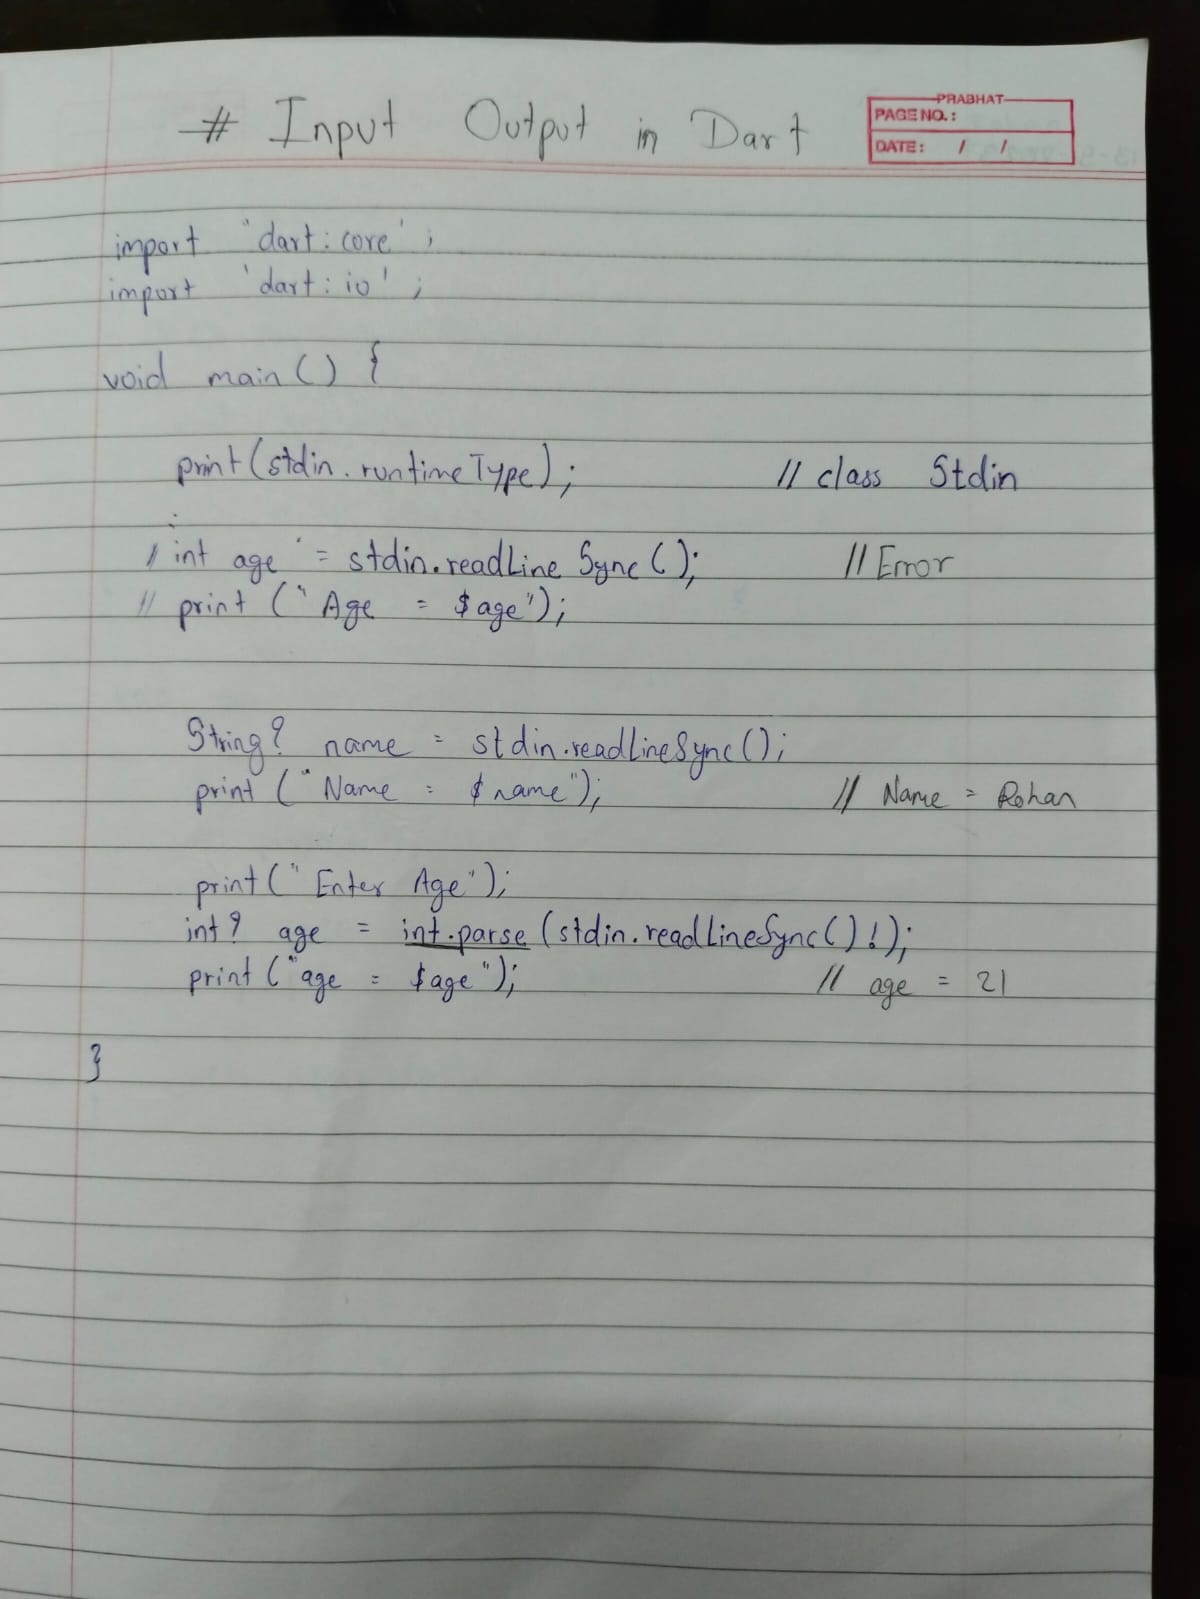 # Input Output in Dart
PRABHAT
PAGE NO.:
DATE: / /
import 'dart:core';
import 'dart:io';
void main() {
print(stdin.runtimeType); // class Stdin
// int age = stdin.readLineSync(); // Error
// print ("Age = $age");
String? name = stdin.readLineSync();
print ("Name = $name"); // Name = Rohan
print("Enter Age");
int? age = int.parse(stdin.readLineSync()!);
print ("age = $age"); // age = 21
}